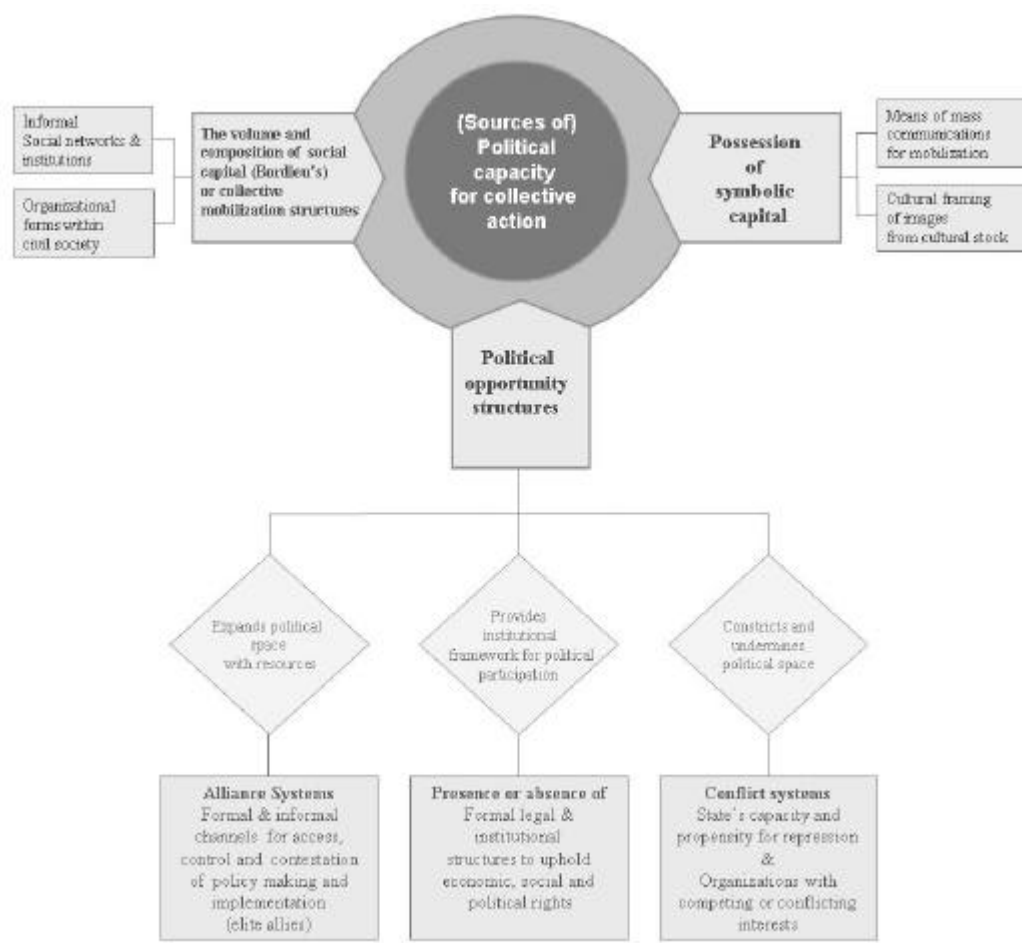 Informal
Social networks &
institutions
Organizational
forms within
civil society
The volume and
composition of social
capital (Bordieu's)
or collective
mobilization structures
(Sources of)
Political
capacity
for collective
action
Possession
of
symbolic
capital
Means of mass
communications
for mobilization
Cultural framing
of images
from cultural stock
Political
opportunity
structures
Expands political
space
with resources
Provides
institutional
framework for political
participation
Constricts and
undermines
political space
Alliance Systems
Formal & informal
channels for access,
control and contestation
of policy making and
implementation
(elite allies)
Presence or absence of
Formal legal &
institutional
structures to uphold
economic, social and
political rights
Conflict systems
State's capacity and
propensity for repression
&
Organizations with
competing or conflicting
interests